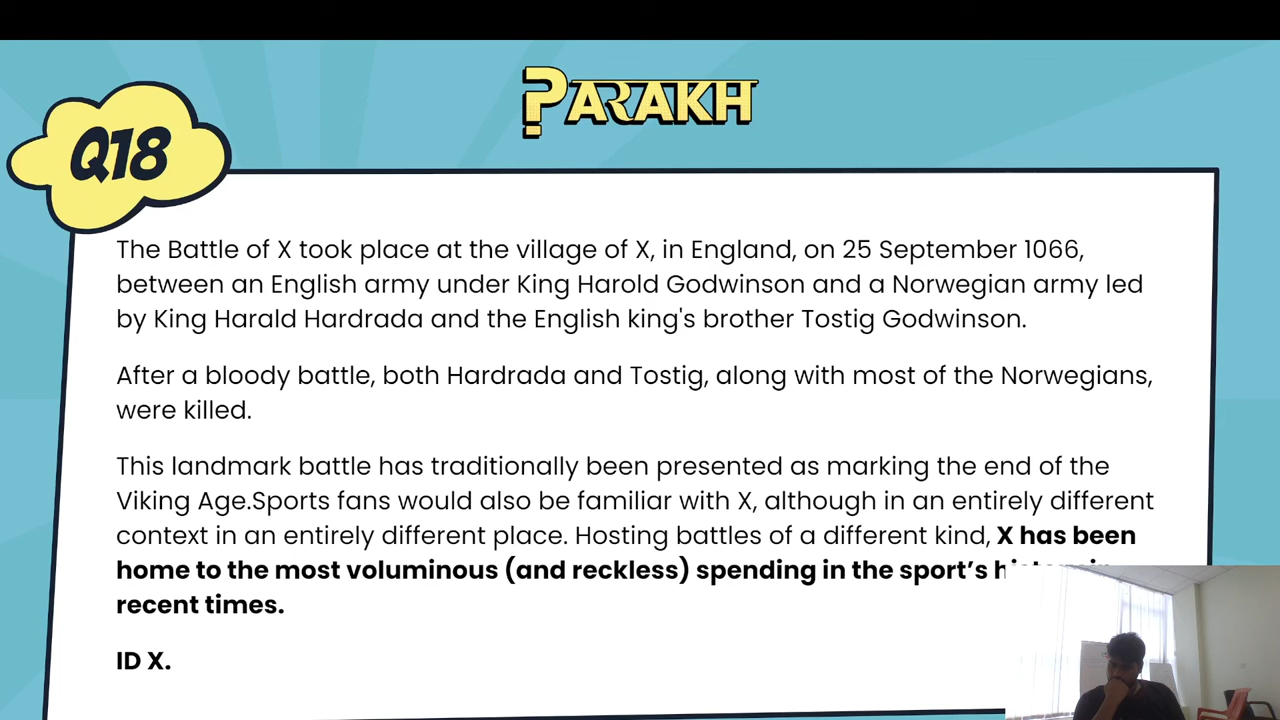 ?ARAKH
Q18
The Battle of X took place at the village of X, in England, on 25 September 1066,
between an English army under King Harold Godwinson and a Norwegian army led
by King Harald Hardrada and the English king's brother Tostig Godwinson.
After a bloody battle, both Hardrada and Tostig, along with most of the Norwegians,
were killed.
This landmark battle has traditionally been presented as marking the end of the
Viking Age.Sports fans would also be familiar with X, although in an entirely different
context in an entirely different place. Hosting battles of a different kind, X has been
home to the most voluminous (and reckless) spending in the sport’s
recent times.
ID X.